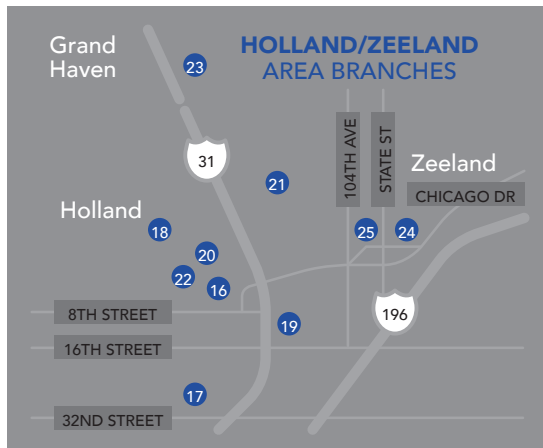 Grand
Haven
23
HOLLAND/ZEELAND
AREA BRANCHES
31
104TH AVE
STATE ST
Zeeland
21
CHICAGO DR
Holland
18
25
24
20
22
16
8TH STREET
19
196
16TH STREET
17
32ND STREET